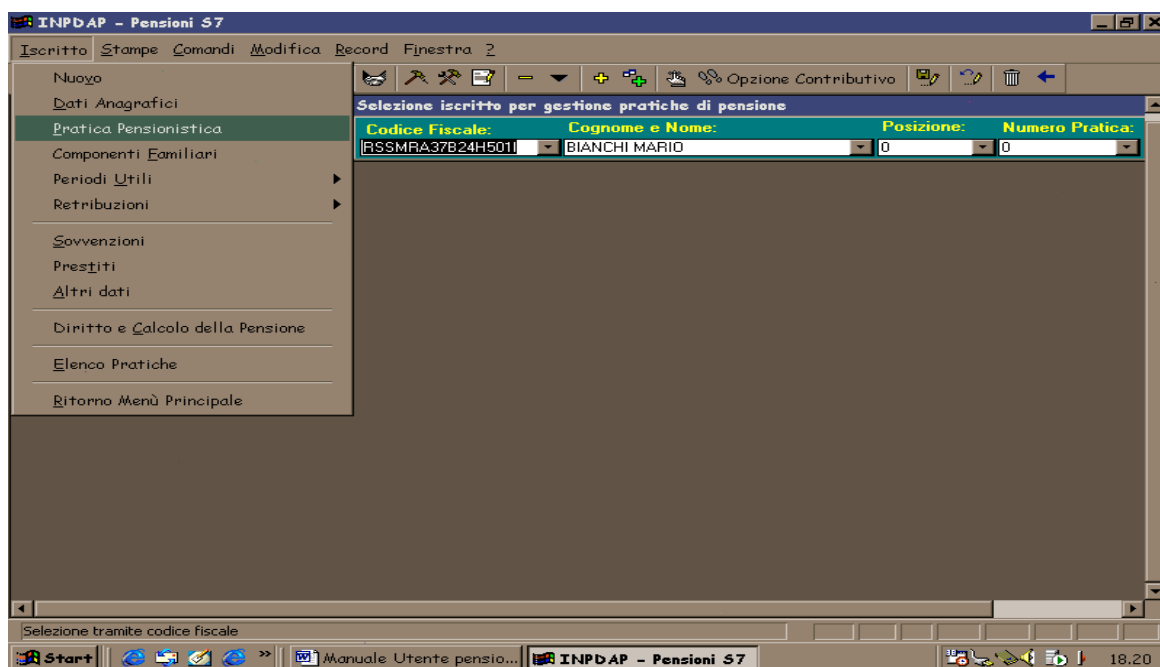 INPDAP - Pensioni S7
Iscritto Stampe Comandi Modifica Record Finestra ?
Nuovo
Dati Anagrafici
Pratica Pensionistica
Componenti Familiari
Periodi Utili
Retribuzioni
Sovvenzioni
Prestiti
Altri dati
Diritto e Calcolo della Pensione
Elenco Pratiche
Ritorno Menù Principale
Opzione Contributivo
Selezione iscritto per gestione pratiche di pensione
Codice Fiscale: Cognome e Nome: Posizione: Numero Pratica:
RSSMRA37B24H501I BIANCHI MARIO 0 0
Selezione tramite codice fiscale
Start » Manuale Utente pensio... INPDAP - Pensioni S7 18.20